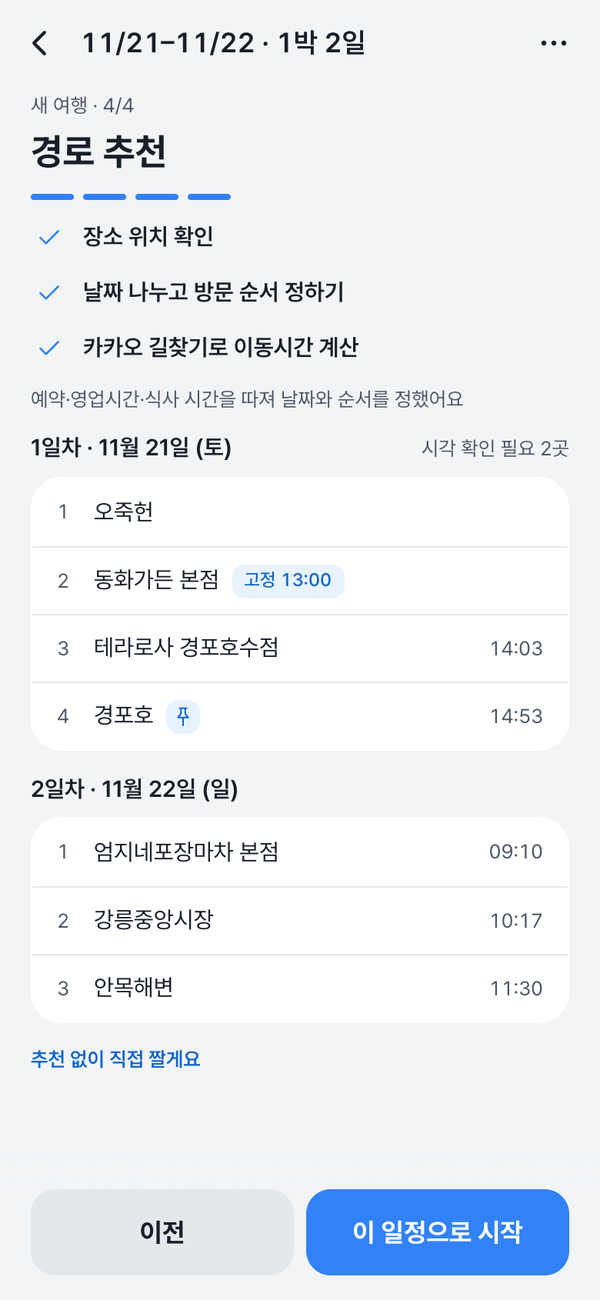 11/21–11/22 · 1박 2일
새 여행 · 4/4
경로 추천
장소 위치 확인
날짜 나누고 방문 순서 정하기
카카오 길찾기로 이동시간 계산
예약·영업시간·식사 시간을 따져 날짜와 순서를 정했어요
1일차 · 11월 21일 (토) 시각 확인 필요 2곳
1 오죽헌
2 동화가든 본점 고정 13:00
3 테라로사 경포호수점 14:03
4 경포호 14:53
2일차 · 11월 22일 (일)
1 엄지네포장마차 본점 09:10
2 강릉중앙시장 10:17
3 안목해변 11:30
추천 없이 직접 짤게요
이전 이 일정으로 시작